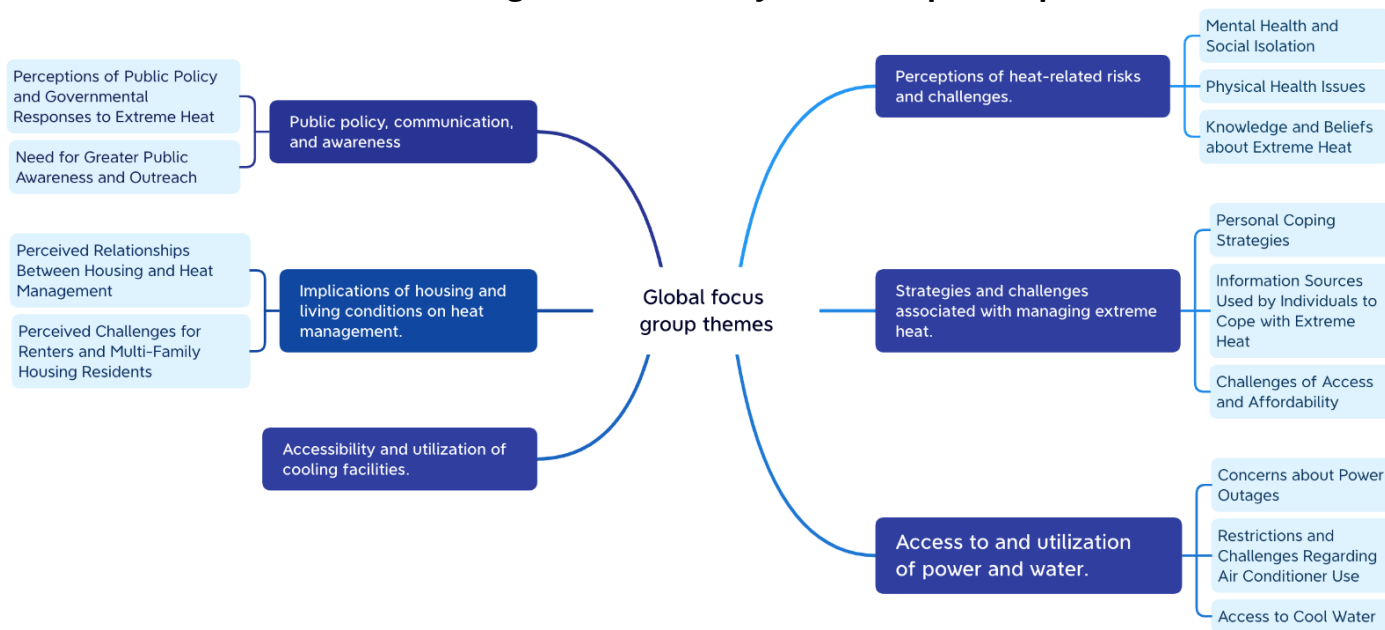 Mental Health and
Social Isolation
Perceptions of heat-related risks
and challenges.
Physical Health Issues
Knowledge and Beliefs
about Extreme Heat
Perceptions of Public Policy
and Governmental
Responses to Extreme Heat
Public policy, communication,
and awareness
Need for Greater Public
Awareness and Outreach
Personal Coping
Strategies
Perceived Relationships
Between Housing and Heat
Management
Implications of housing and
living conditions on heat
management.
Perceived Challenges for
Renters and Multi-Family
Housing Residents
Global focus
group themes
Strategies and challenges
associated with managing extreme
heat.
Information Sources
Used by Individuals to
Cope with Extreme
Heat
Challenges of Access
and Affordability
Accessibility and utilization of
cooling facilities.
Concerns about Power
Outages
Access to and utilization
of power and water.
Restrictions and
Challenges Regarding
Air Conditioner Use
Access to Cool Water